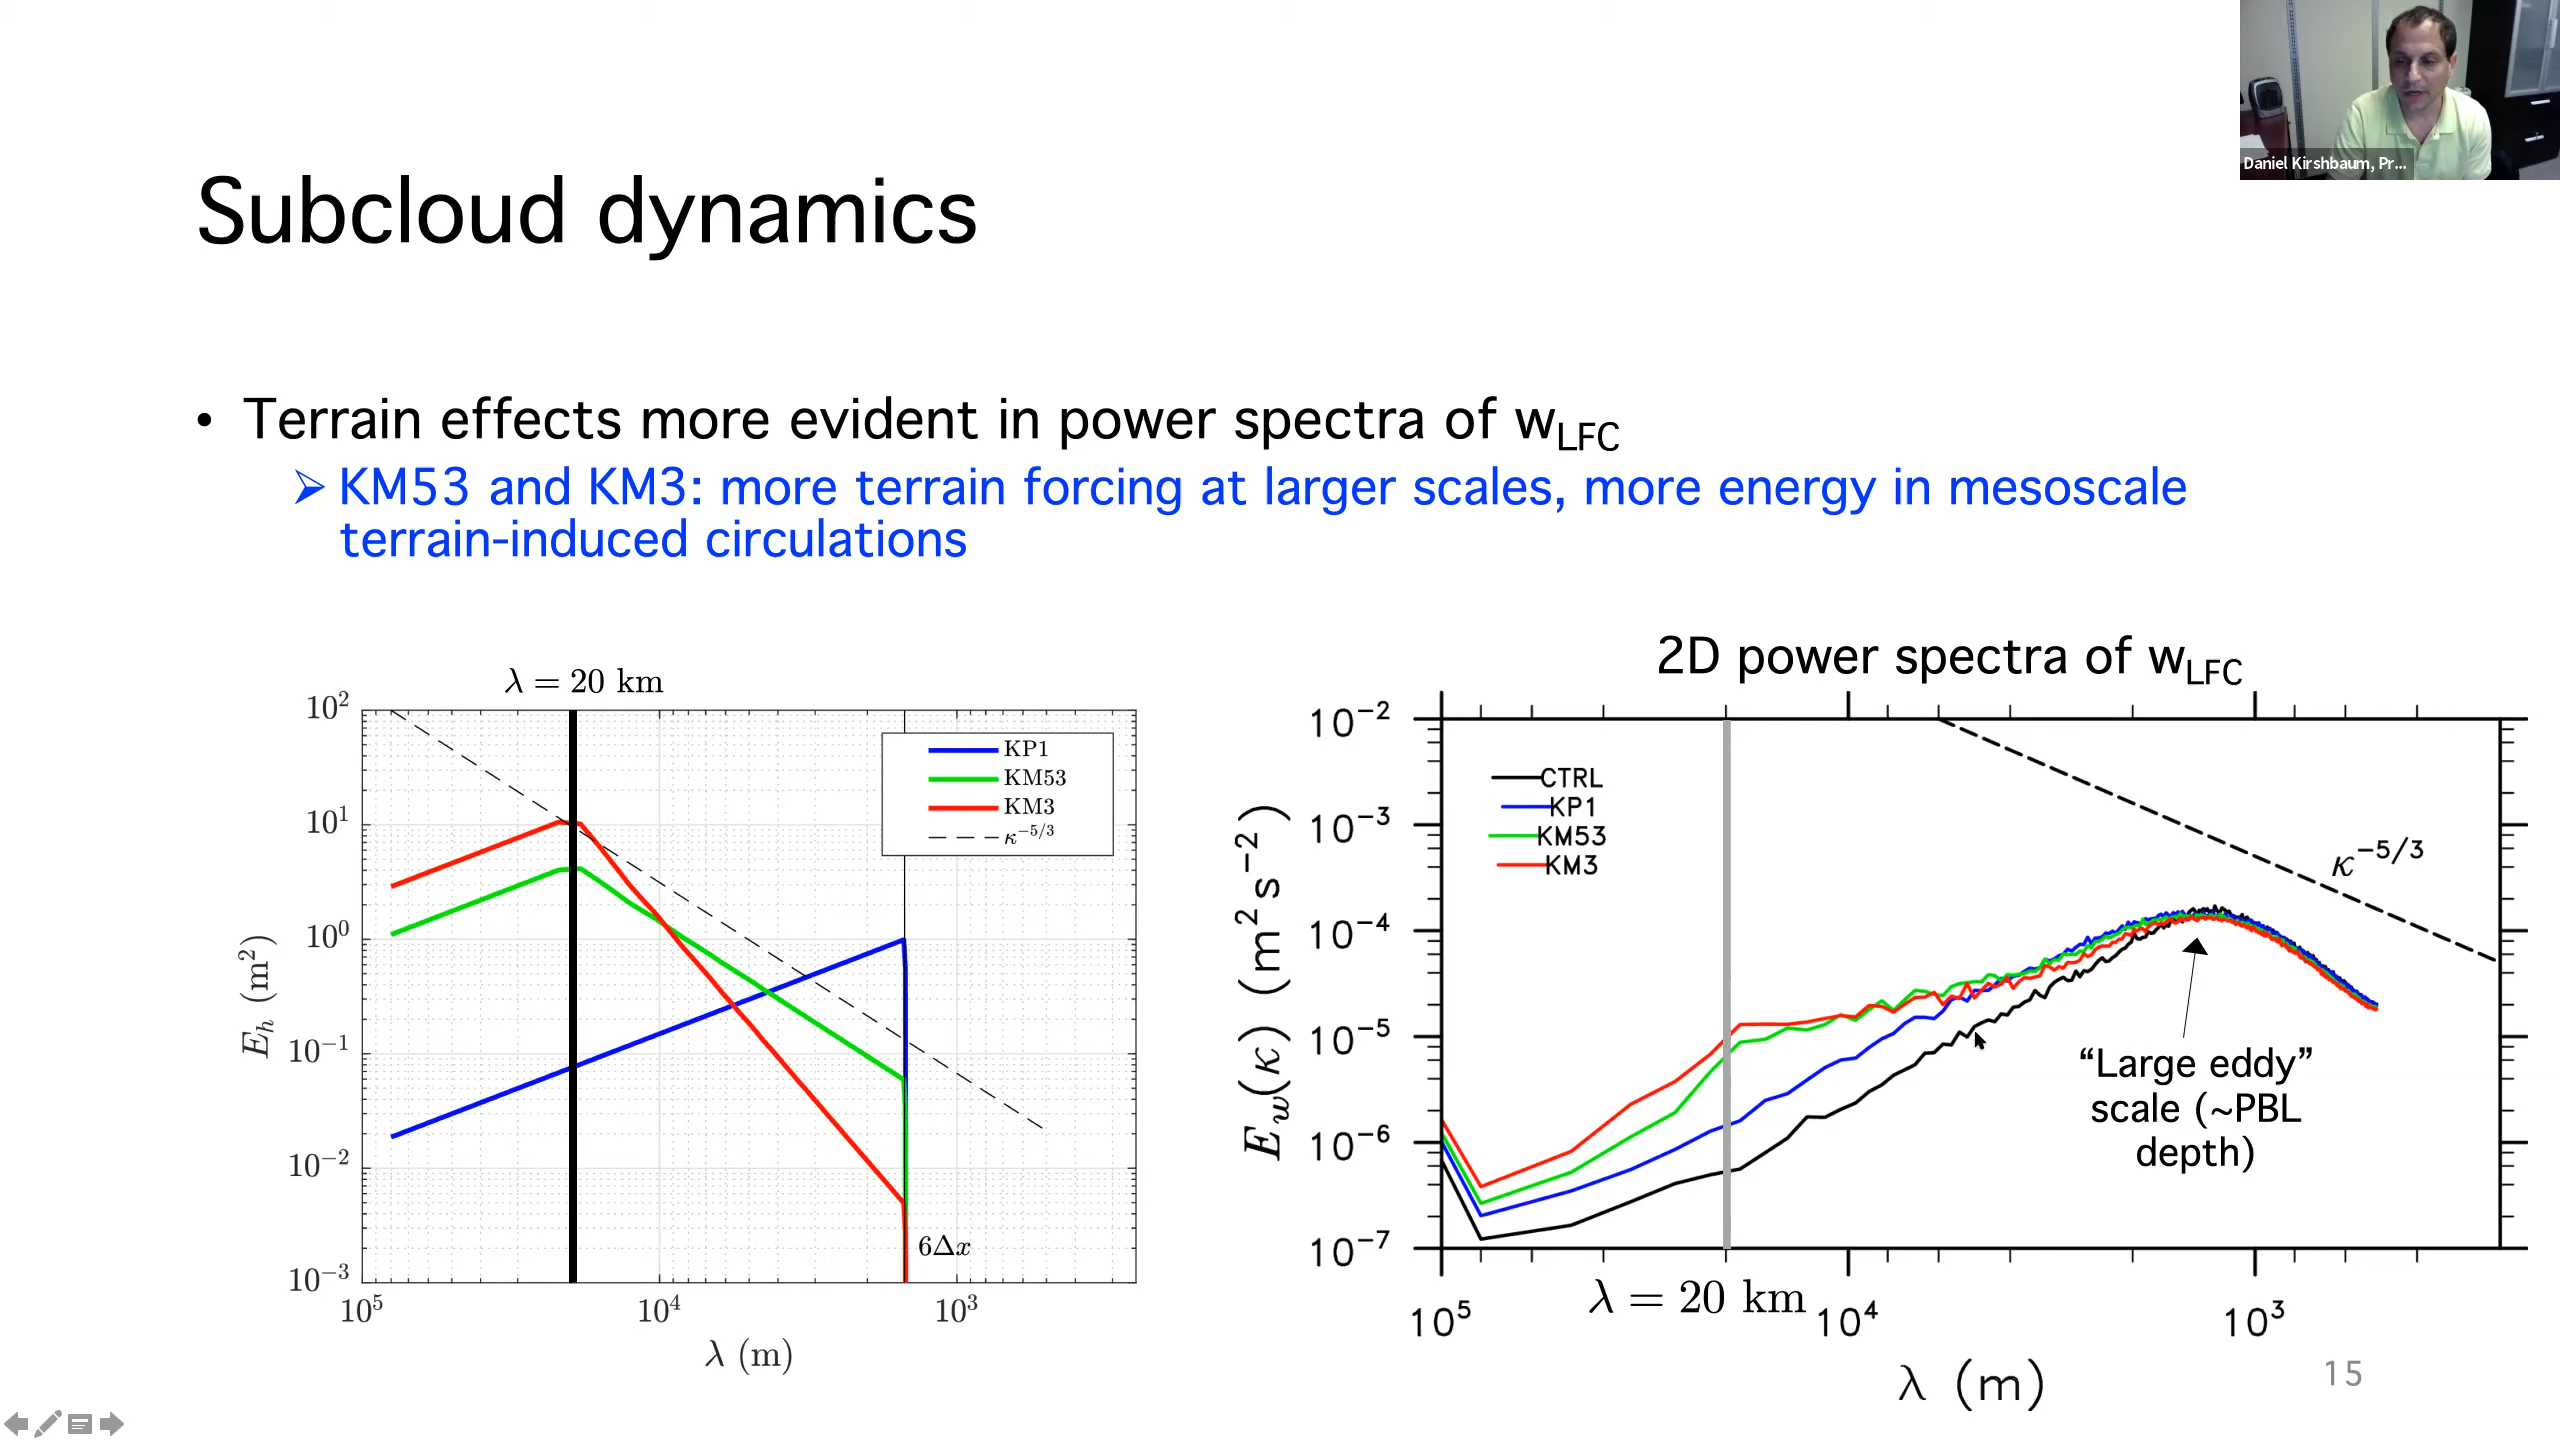 Daniel Kirshbaum, Pr...
Subcloud dynamics
• Terrain effects more evident in power spectra of wLFC
➢ KM53 and KM3: more terrain forcing at larger scales, more energy in mesoscale
terrain-induced circulations
λ = 20 km
10²
10¹
10⁰
10⁻¹
10⁻²
10⁻³
Eh (m²)
KP1
KM53
KM3
κ^−5/3
6Δx
10⁵
10⁴
10³
λ (m)
2D power spectra of wLFC
10⁻²
10⁻³
10⁻⁴
10⁻⁵
10⁻⁶
10⁻⁷
Ew(κ) (m² s⁻²)
CTRL
KP1
KM53
KM3
κ^−5/3
“Large eddy”
scale (~PBL
depth)
λ = 20 km
10⁵
10⁴
10³
λ (m)
15